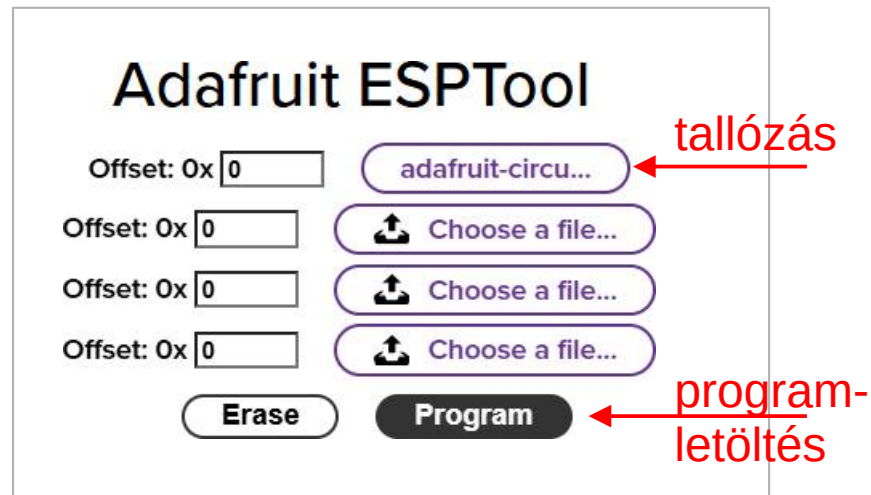 Adafruit ESPTool
tallózás
Offset: 0x 0 adafruit-circu...
Offset: 0x 0 Choose a file...
Offset: 0x 0 Choose a file...
Offset: 0x 0 Choose a file...
Erase Program
program-
letöltés